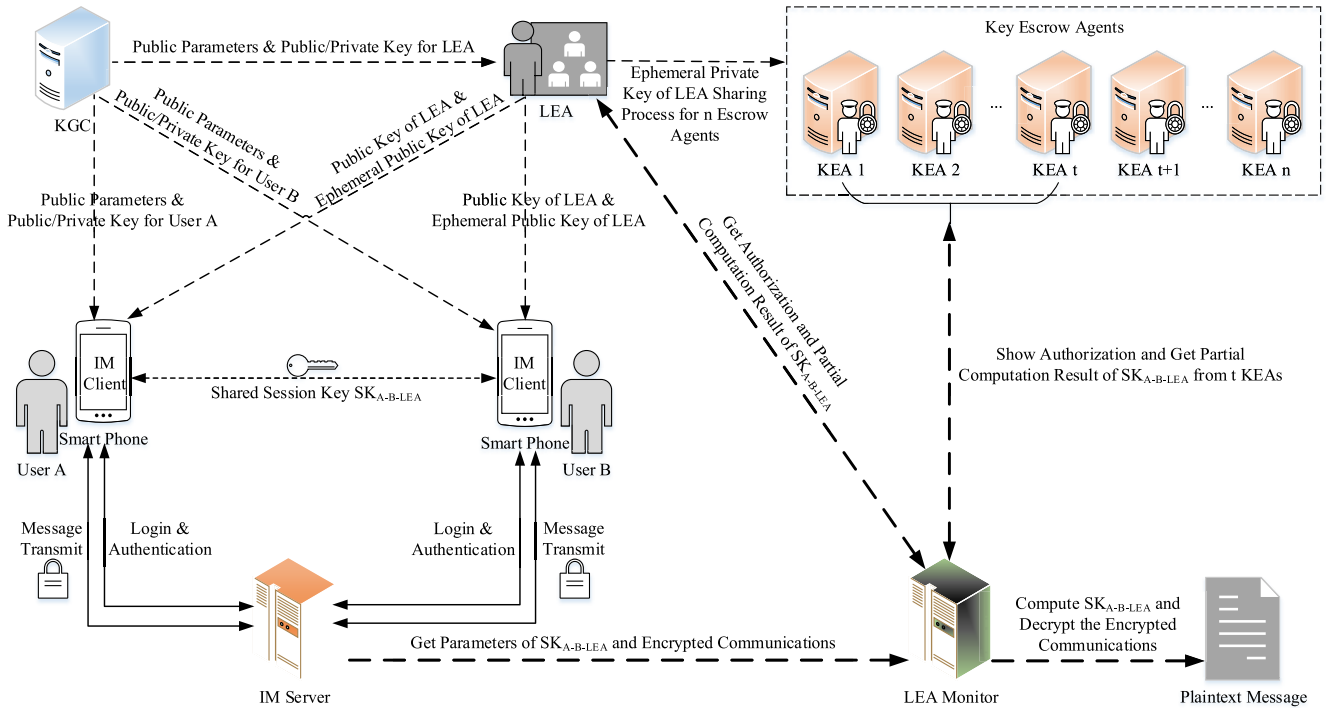 Key Escrow Agents
Public Parameters & Public/Private Key for LEA
KGC
LEA
Ephemeral Private
Key of LEA Sharing
Process for n Escrow
Agents
KEA 1
KEA 2
...
KEA t
KEA t+1
...
KEA n
Public Parameters &
Public/Private Key for User B
Public Key of LEA &
Ephemeral Public Key of LEA
Public Parameters &
Public/Private Key for User A
Public Key of LEA &
Ephemeral Public Key of LEA
Get Authorization and Partial
Computation Result of SKA-B-LEA
Show Authorization and Get Partial
Computation Result of SKA-B-LEA from t KEAs
IM
Client
IM
Client
Shared Session Key SKA-B-LEA
Smart Phone
Smart Phone
User A
User B
Message
Transmit
Login &
Authentication
Login &
Authentication
Message
Transmit
Get Parameters of SKA-B-LEA and Encrypted Communications
Compute SKA-B-LEA and
Decrypt the Encrypted
Communications
IM Server
LEA Monitor
Plaintext Message